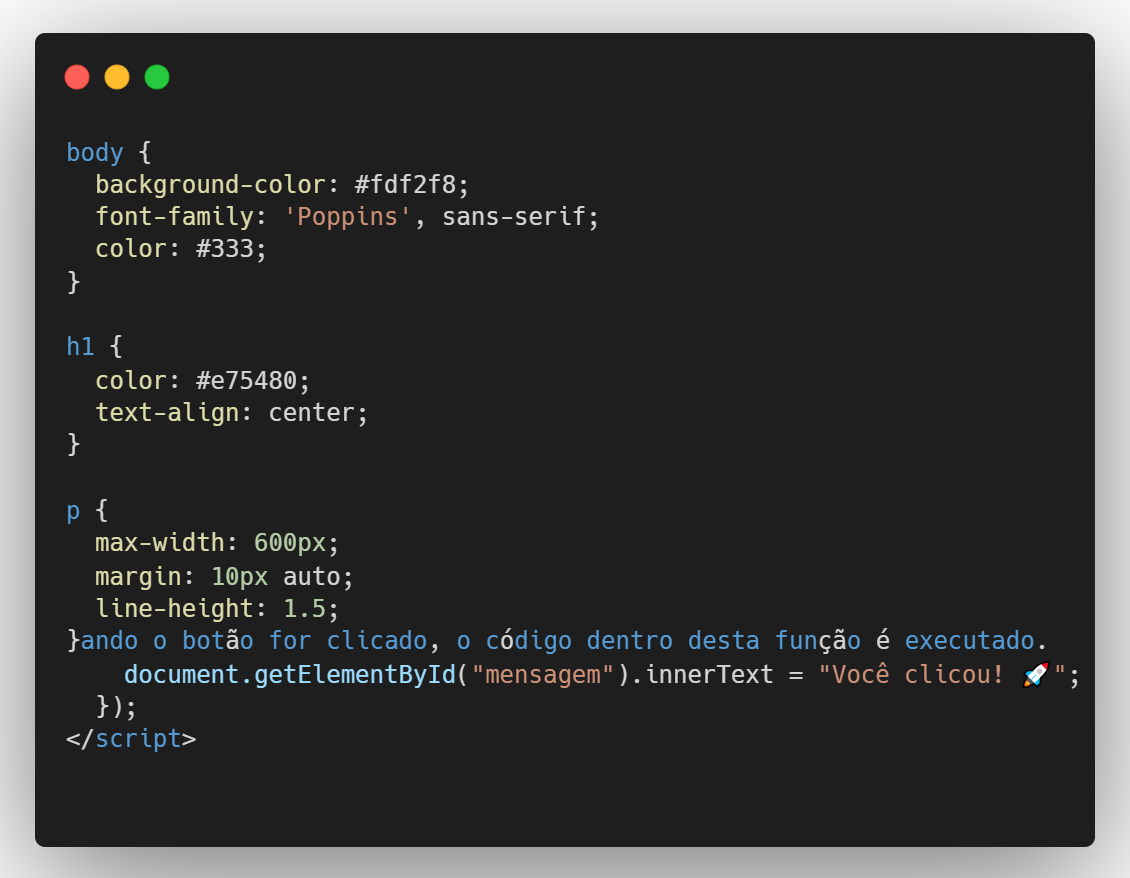 body {
  background-color: #fdf2f8;
  font-family: 'Poppins', sans-serif;
  color: #333;
}

h1 {
  color: #e75480;
  text-align: center;
}

p {
  max-width: 600px;
  margin: 10px auto;
  line-height: 1.5;
}ando o botão for clicado, o código dentro desta função é executado.
    document.getElementById("mensagem").innerText = "Você clicou! 🚀";
  });
</script>